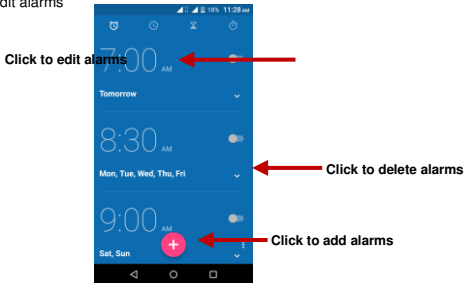 dit alarms
18% 11:28 AM
Click to edit alarms
7:00 AM
Tomorrow
8:30 AM
Mon, Tue, Wed, Thu, Fri
Click to delete alarms
9:00 AM
Click to add alarms
Sat, Sun